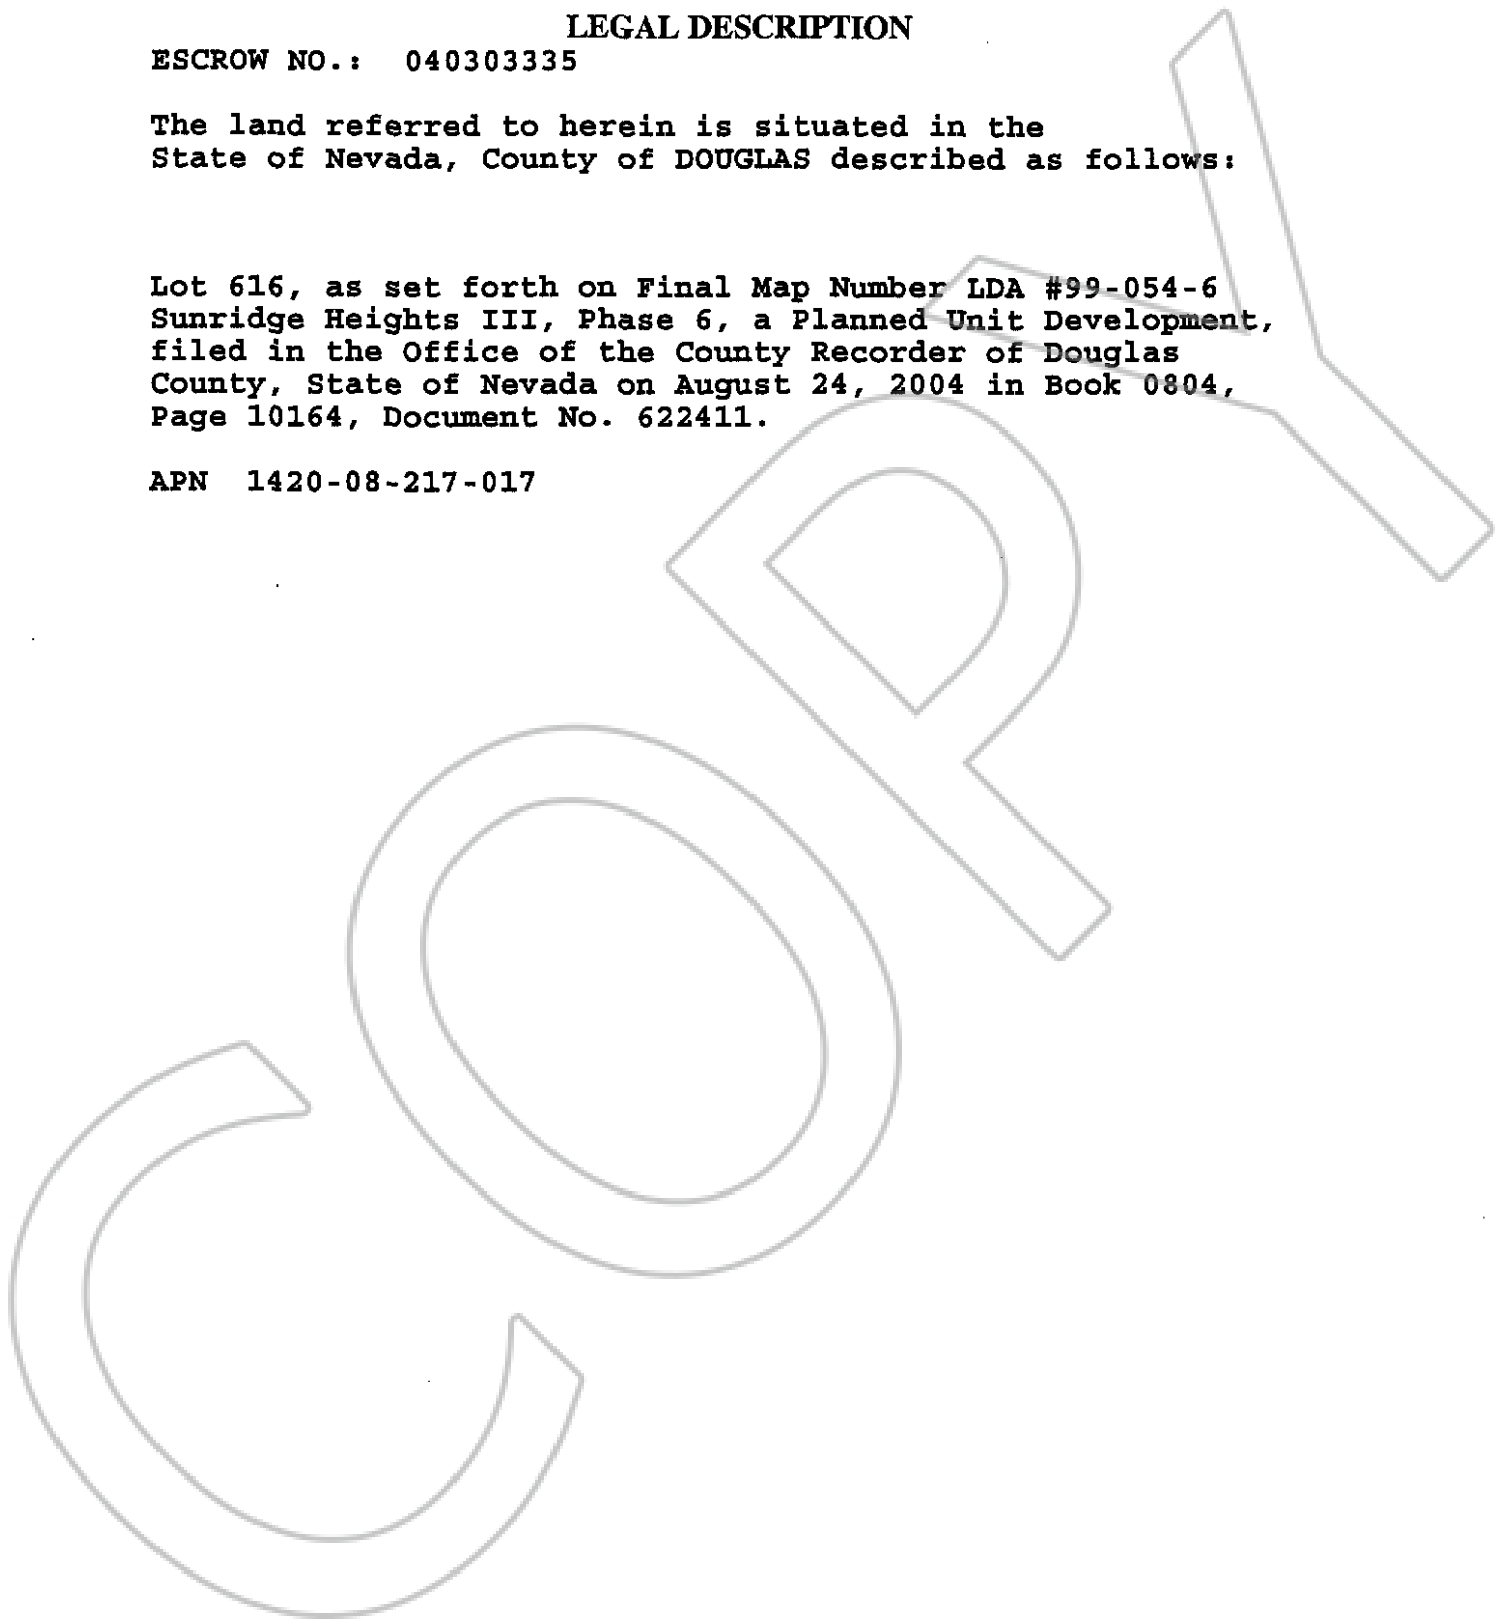 LEGAL DESCRIPTION
ESCROW NO.: 040303335
The land referred to herein is situated in the
State of Nevada, County of DOUGLAS described as follows:
Lot 616, as set forth on Final Map Number LDA #99-054-6
Sunridge Heights III, Phase 6, a Planned Unit Development,
filed in the Office of the County Recorder of Douglas
County, State of Nevada on August 24, 2004 in Book 0804,
Page 10164, Document No. 622411.
APN 1420-08-217-017
COPY